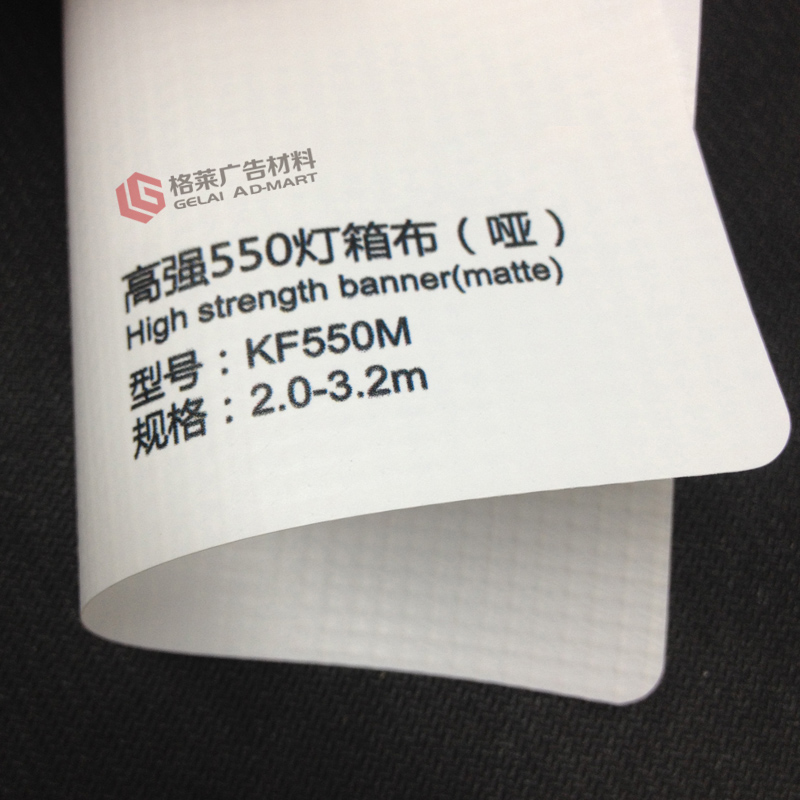 格莱广告材料
GELAI AD-MART
高强550灯箱布（哑）
High strength banner(matte)
型号：KF550M
规格：2.0-3.2m